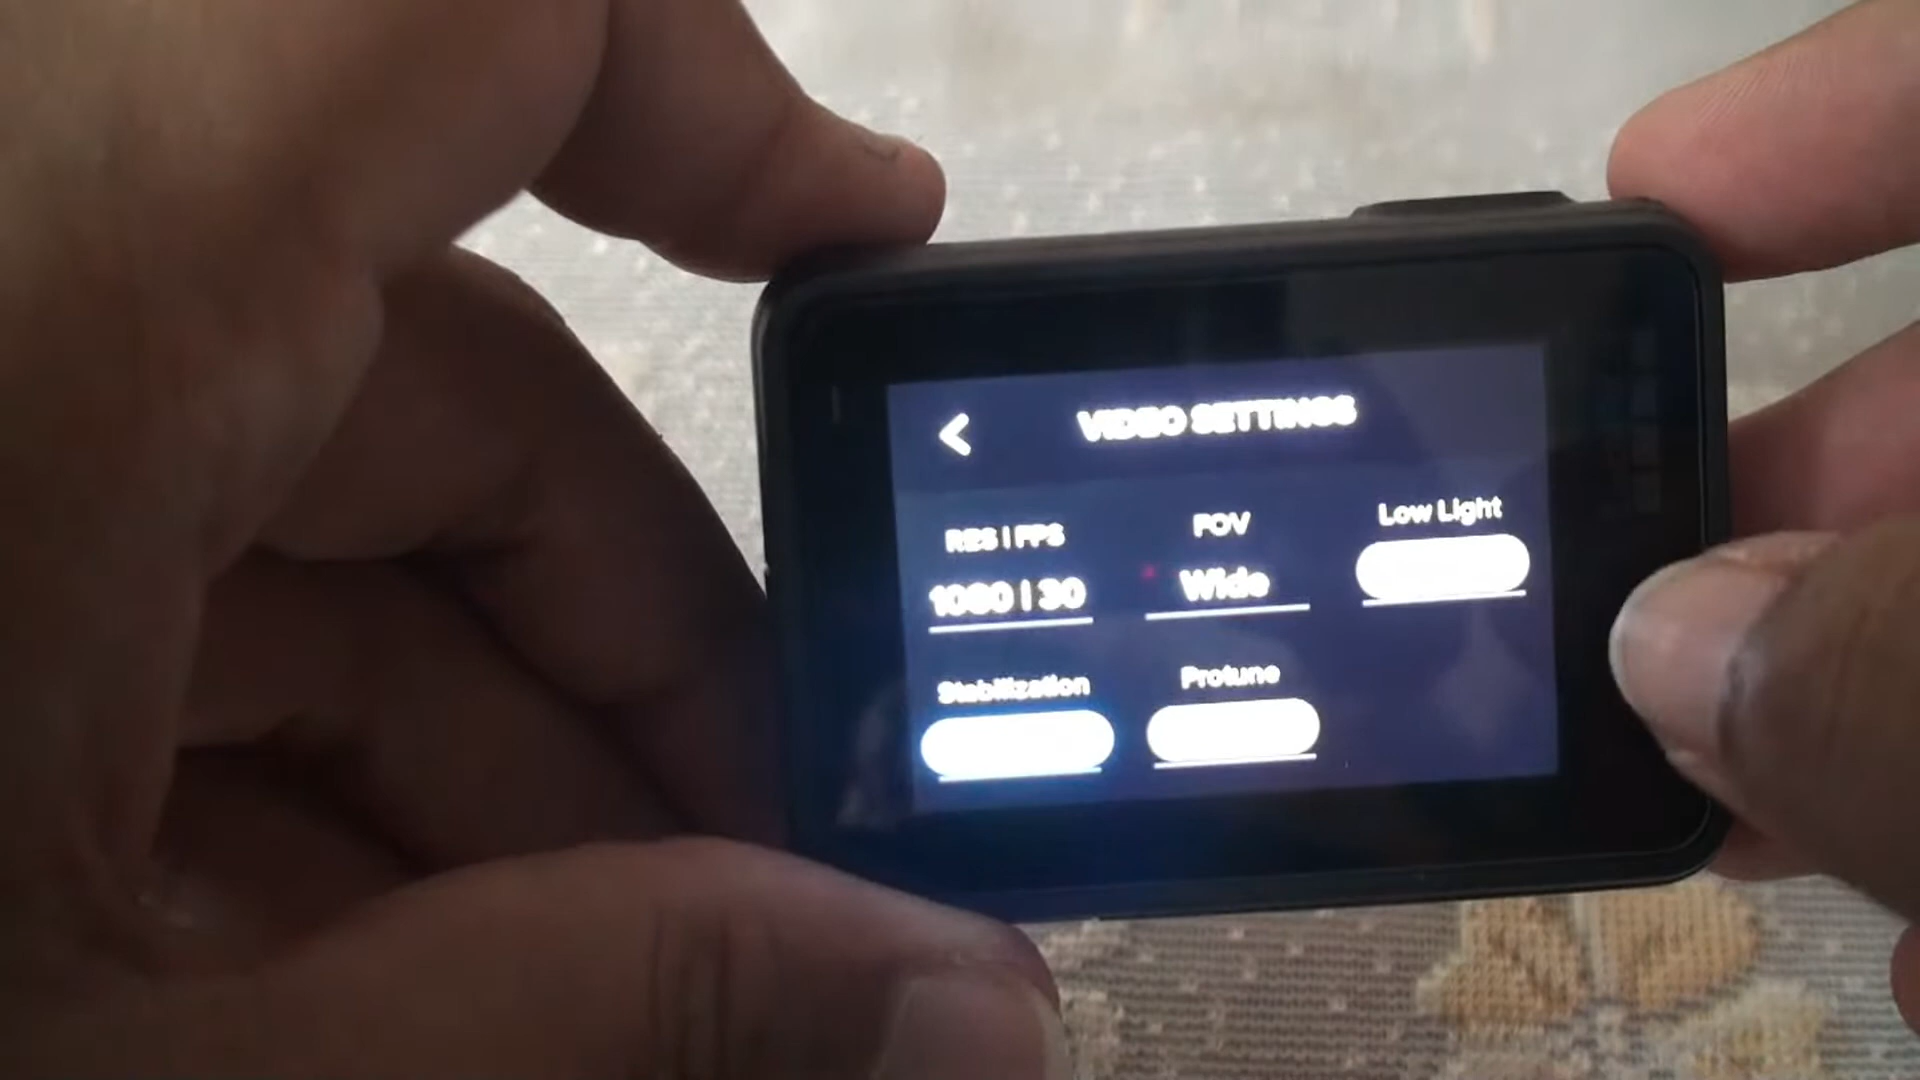 VIDEO SETTINGS
RES | FPS
FOV
Low Light
1080 | 30
Wide
Stabilization
Protune